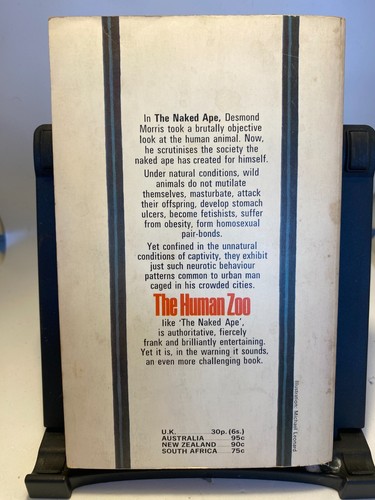 In The Naked Ape, Desmond
Morris took a brutally objective
look at the human animal. Now,
he scrutinises the society the
naked ape has created for himself.
Under natural conditions, wild
animals do not mutilate
themselves, masturbate, attack
their offspring, develop stomach
ulcers, become fetishists, suffer
from obesity, form homosexual
pair-bonds.
Yet confined in the unnatural
conditions of captivity, they exhibit
just such neurotic behaviour
patterns common to urban man
caged in his crowded cities.
The Human Zoo
like 'The Naked Ape',
is authoritative, fiercely
frank and brilliantly entertaining.
Yet it is, in the warning it sounds,
an even more challenging book.
U.K. 30p. (6s.)
AUSTRALIA 95c
NEW ZEALAND 90c
SOUTH AFRICA 75c
Illustration: Michael Leonard